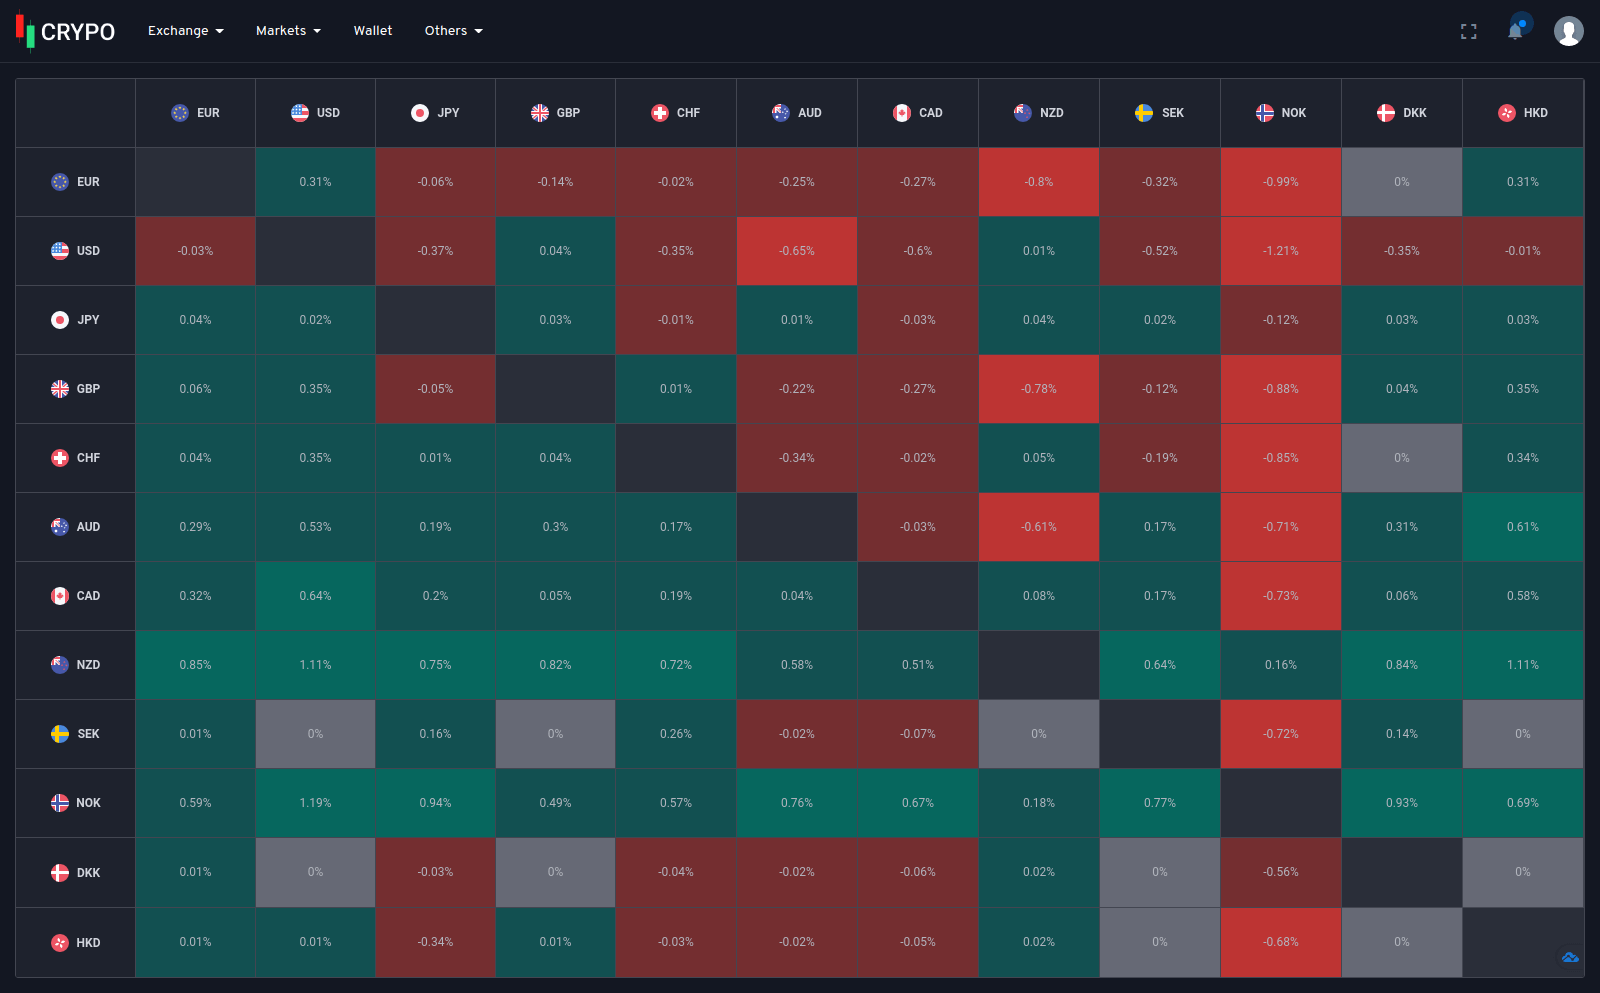 CRYPO Exchange Markets Wallet Others
EUR USD JPY GBP CHF AUD CAD NZD SEK NOK DKK HKD
EUR 0.31% -0.06% -0.14% -0.02% -0.25% -0.27% -0.8% -0.32% -0.99% 0% 0.31%
USD -0.03% -0.37% 0.04% -0.35% -0.65% -0.6% 0.01% -0.52% -1.21% -0.35% -0.01%
JPY 0.04% 0.02% 0.03% -0.01% 0.01% -0.03% 0.04% 0.02% -0.12% 0.03% 0.03%
GBP 0.06% 0.35% -0.05% 0.01% -0.22% -0.27% -0.78% -0.12% -0.88% 0.04% 0.35%
CHF 0.04% 0.35% 0.01% 0.04% -0.34% -0.02% 0.05% -0.19% -0.85% 0% 0.34%
AUD 0.29% 0.53% 0.19% 0.3% 0.17% -0.03% -0.61% 0.17% -0.71% 0.31% 0.61%
CAD 0.32% 0.64% 0.2% 0.05% 0.19% 0.04% 0.08% 0.17% -0.73% 0.06% 0.58%
NZD 0.85% 1.11% 0.75% 0.82% 0.72% 0.58% 0.51% 0.64% 0.16% 0.84% 1.11%
SEK 0.01% 0% 0.16% 0% 0.26% -0.02% -0.07% 0% -0.72% 0.14% 0%
NOK 0.59% 1.19% 0.94% 0.49% 0.57% 0.76% 0.67% 0.18% 0.77% 0.93% 0.69%
DKK 0.01% 0% -0.03% 0% -0.04% -0.02% -0.06% 0.02% 0% -0.56% 0%
HKD 0.01% 0.01% -0.34% 0.01% -0.03% -0.02% -0.05% 0.02% 0% -0.68% 0%